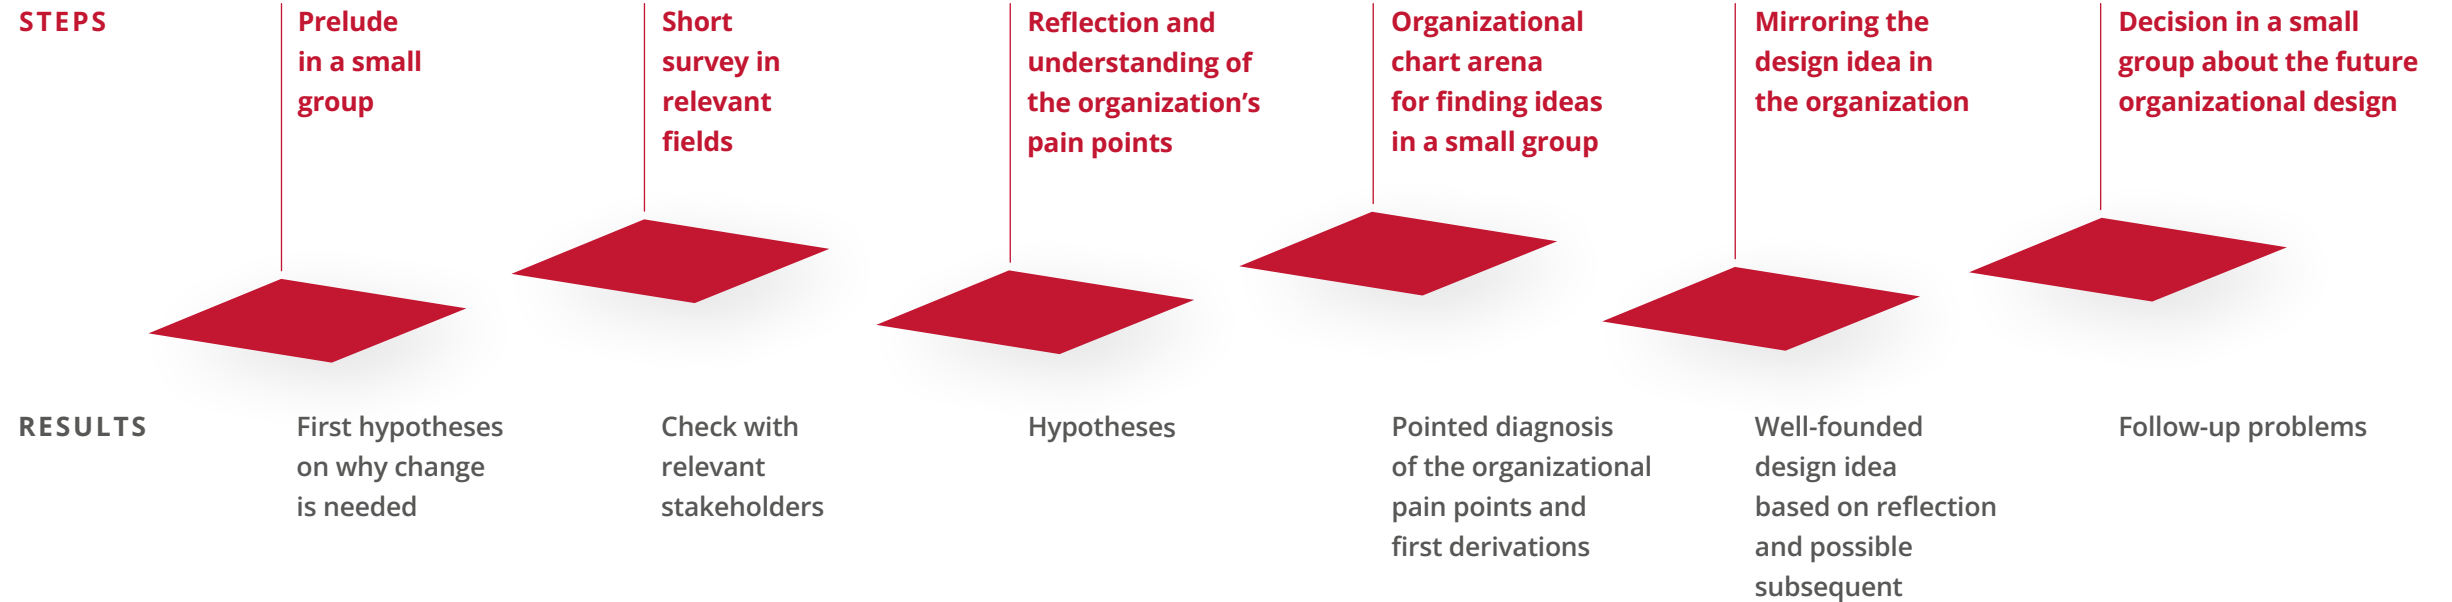 STEPS
Prelude
in a small
group
Short
survey in
relevant
fields
Reflection and
understanding of
the organization’s
pain points
Organizational
chart arena
for finding ideas
in a small group
Mirroring the
design idea in
the organization
Decision in a small
group about the future
organizational design
RESULTS
First hypotheses
on why change
is needed
Check with
relevant
stakeholders
Hypotheses
Pointed diagnosis
of the organizational
pain points and
first derivations
Well-founded
design idea
based on reflection
and possible
subsequent
Follow-up problems